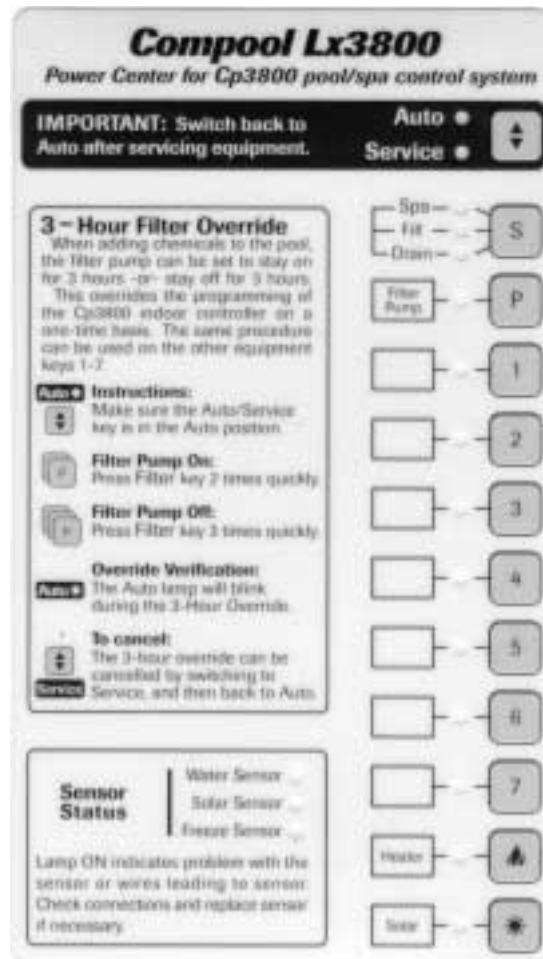 Compool Lx3800
Power Center for Cp3800 pool/spa control system
IMPORTANT: Switch back to
Auto after servicing equipment.
Auto
Service
3-Hour Filter Override
When adding chemicals to the pool,
the filter pump can be set to stay on
for 3 hours -or- stay off for 3 hours.
This overrides the programming of
the Cp3800 indoor controller on a
one-time basis. The same procedure
can be used on the other equipment
keys 1-7.
Auto
Instructions:
Make sure the Auto/Service
key is in the Auto position.
Filter Pump On:
Press Filter key 2 times quickly.
Filter Pump Off:
Press Filter key 3 times quickly.
Override Verification:
Auto
The Auto lamp will blink
during the 3-Hour Override.
To cancel:
The 3-hour override can be
cancelled by switching to
Service, and then back to Auto.
Service
Sensor
Status
Water Sensor
Solar Sensor
Freeze Sensor
Lamp ON indicates problem with the
sensor or wires leading to sensor.
Check connections and replace sensor
if necessary.
Spa
Fill
Drain
S
Filter
Pump
P
1
2
3
4
5
6
7
Heater
Solar